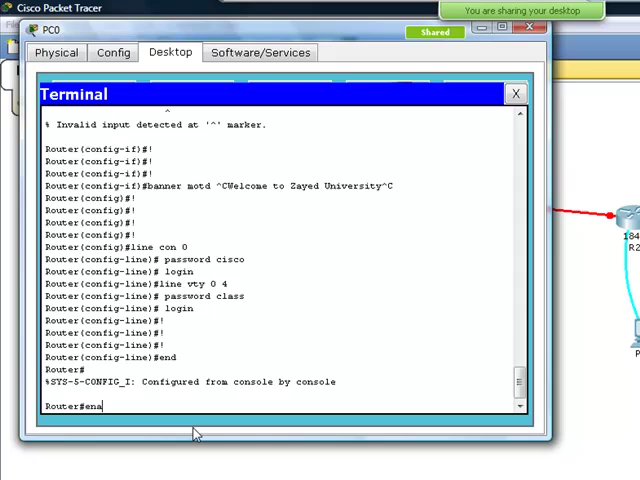 Cisco Packet Tracer
You are sharing your desktop
PC0
Shared
Physical
Config
Desktop
Software/Services
Terminal
X
^
% Invalid input detected at '^' marker.
Router(config-if)#!
Router(config-if)#!
Router(config-if)#!
Router(config-if)#banner motd ^CWelcome to Zayed University^C
Router(config)#!
Router(config)#!
Router(config)#!
Router(config)#!
Router(config)#line con 0
Router(config-line)# password cisco
Router(config-line)# login
Router(config-line)#line vty 0 4
Router(config-line)# password class
Router(config-line)# login
Router(config-line)#!
Router(config-line)#!
Router(config-line)#!
Router(config-line)#end
Router#
%SYS-5-CONFIG_I: Configured from console by console
Router#ena
184
R2
P